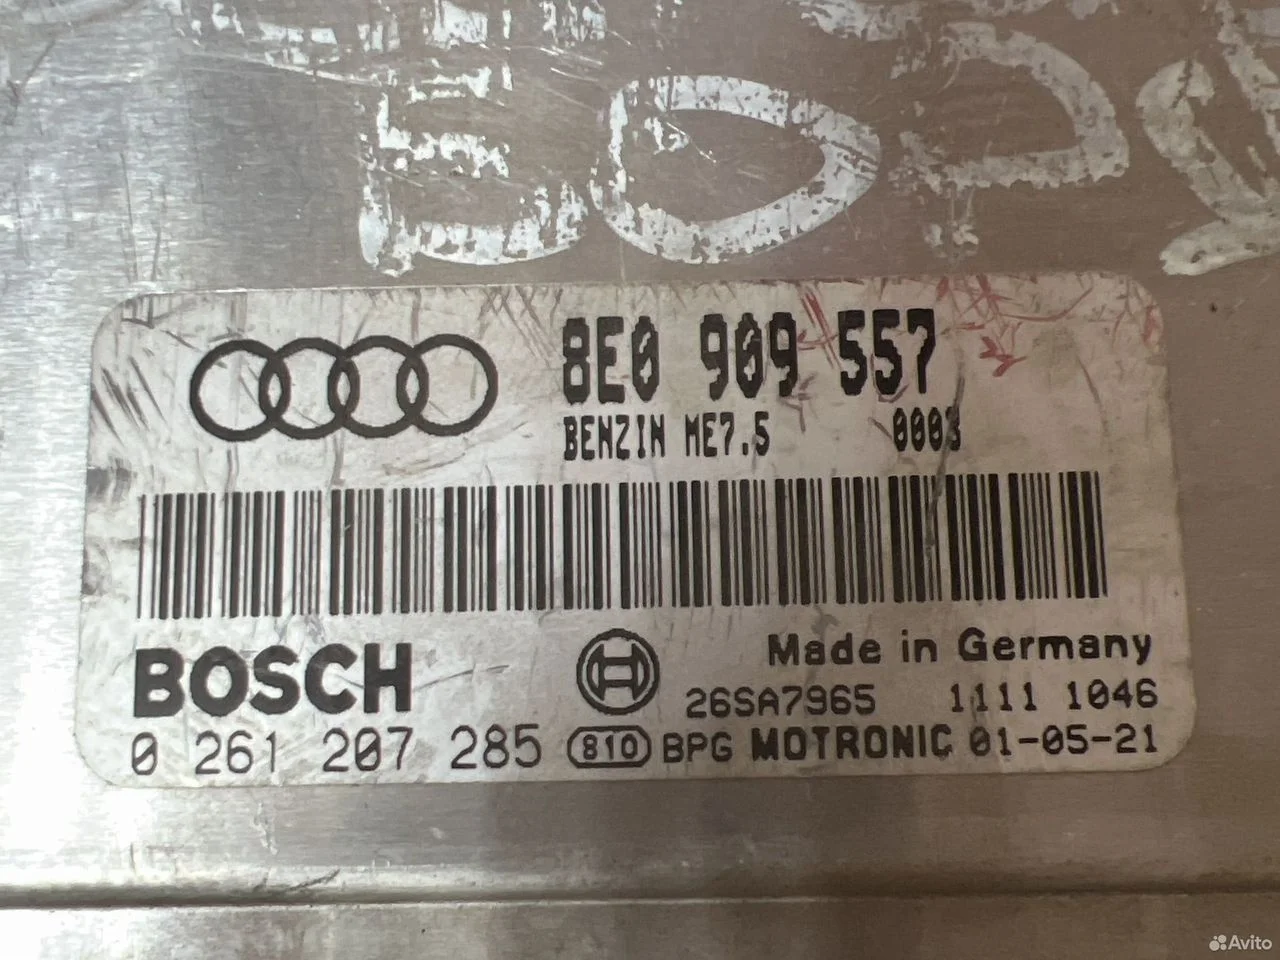 8E0 909 557
BENZIN ME7.5 0003
BOSCH
Made in Germany
26SA7965 1111 1046
0 261 207 285 810 BPG MOTRONIC 01-05-21
Avito